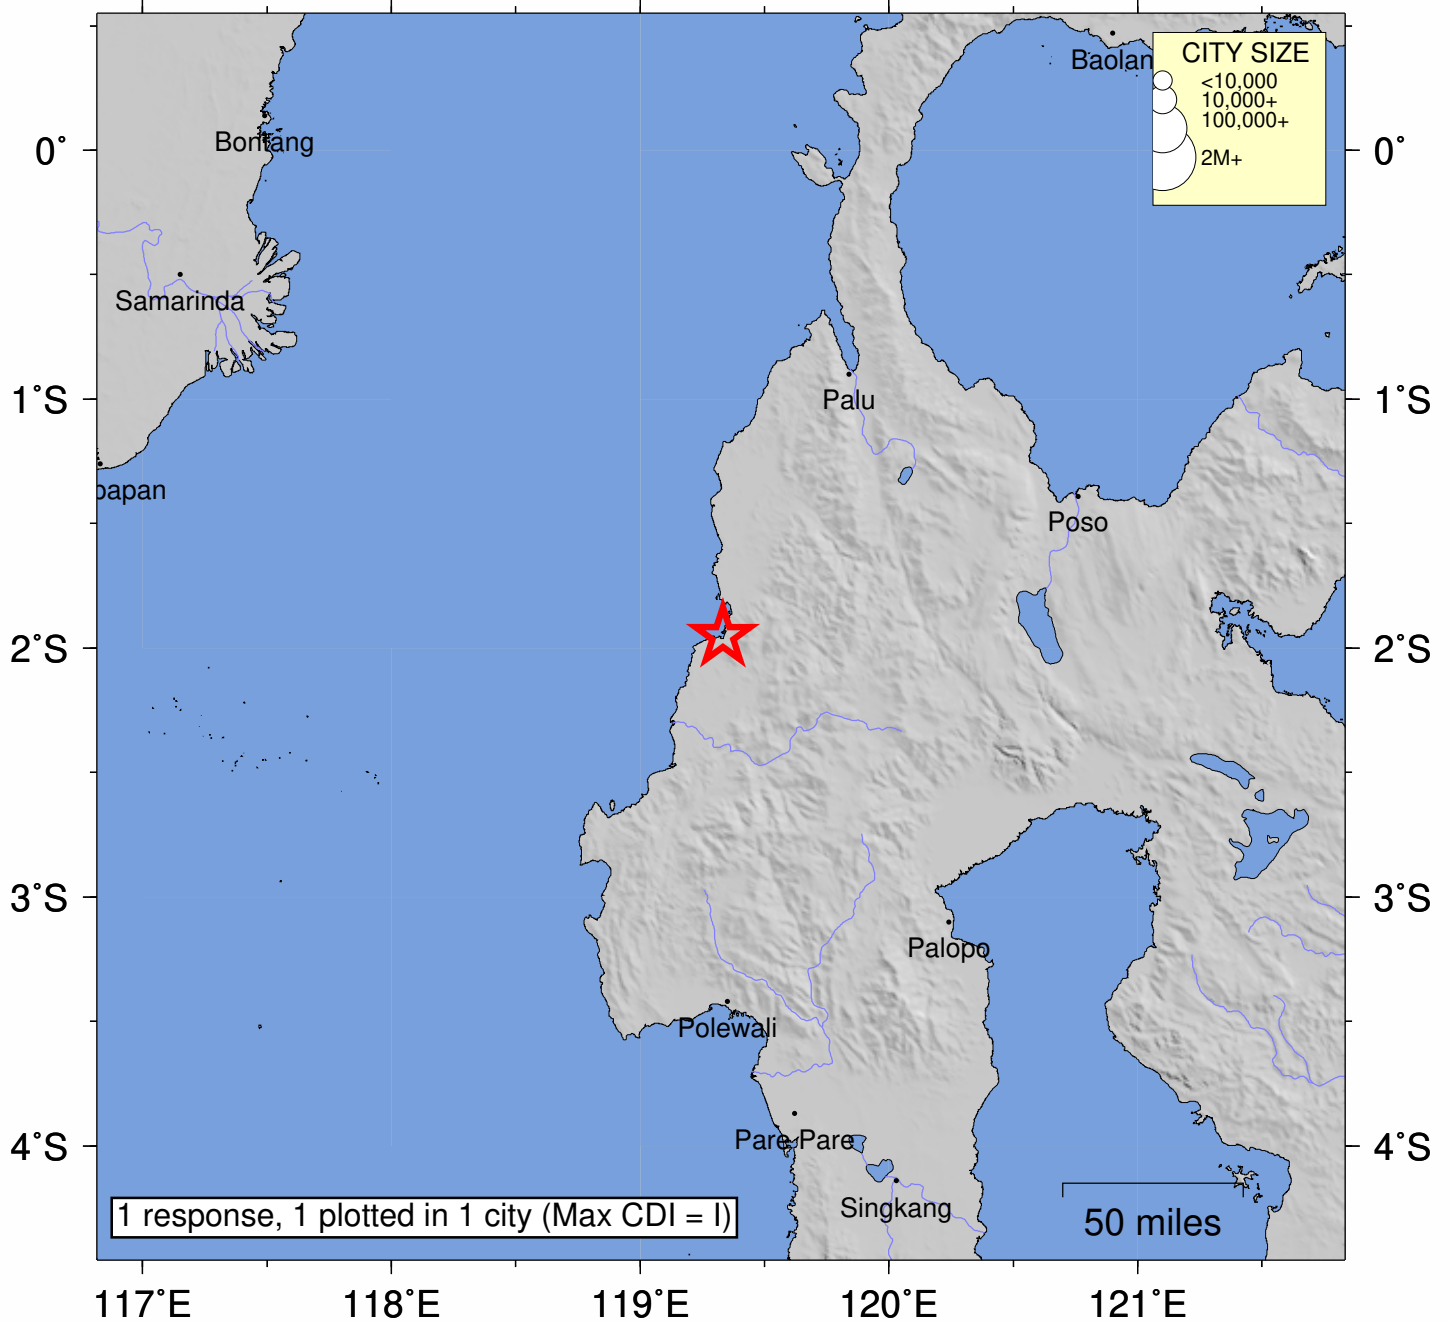 Baolan
CITY SIZE
<10,000
10,000+
100,000+
2M+
Bontang
0°
0°
Samarinda
1°S
Palu
1°S
papan
Poso
2°S
2°S
3°S
3°S
Palopo
Polewali
4°S
Pare Pare
4°S
Singkang
1 response, 1 plotted in 1 city (Max CDI = I)
50 miles
117°E
118°E
119°E
120°E
121°E